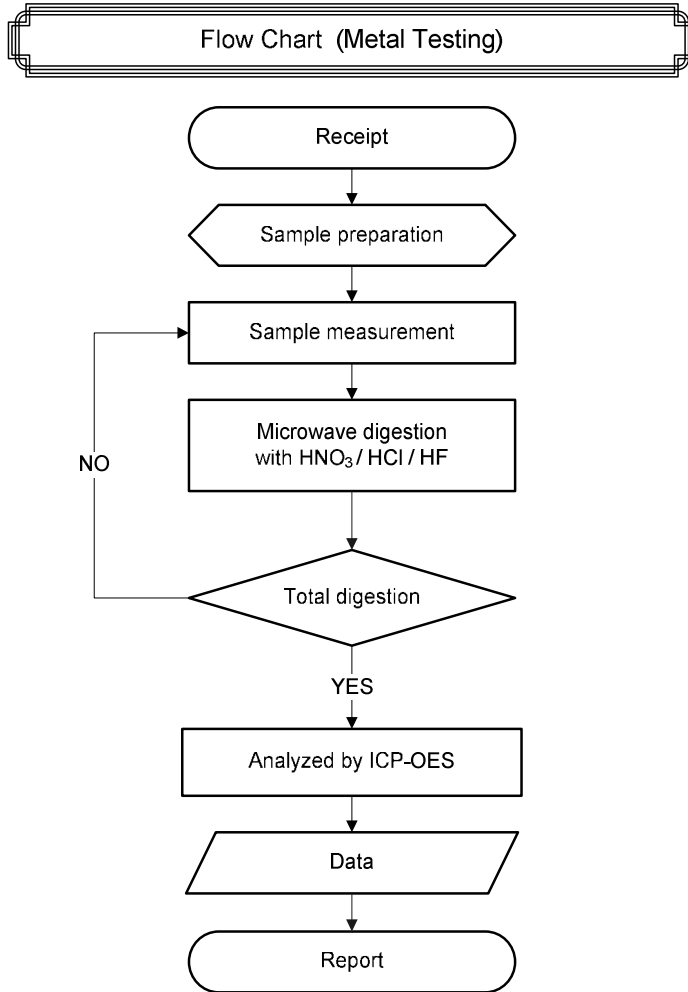 Flow Chart (Metal Testing)
Receipt
Sample preparation
Sample measurement
Microwave digestion
with HNO₃ / HCl / HF
NO
Total digestion
YES
Analyzed by ICP-OES
Data
Report